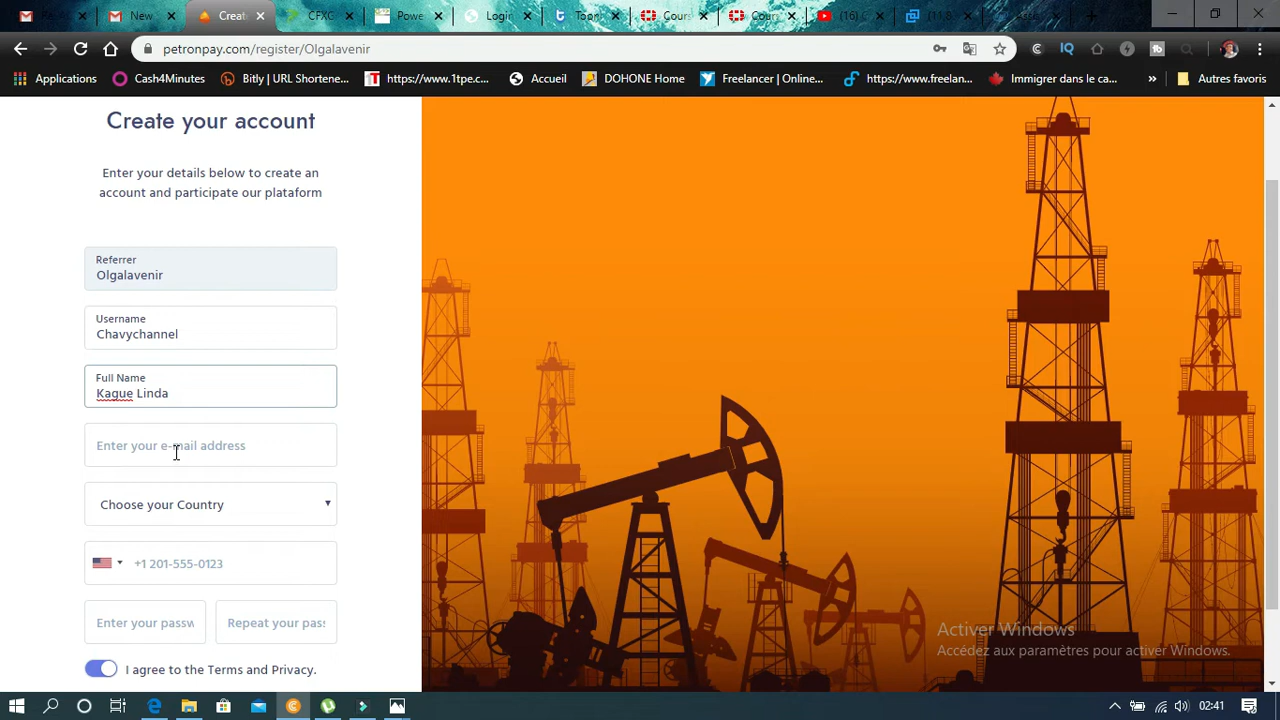 New
Creat
CFXC
Powe
Login
Cours
Cours
petronpay.com/register/Olgalavenir
IQ
Applications
Cash4Minutes
Bitly | URL Shortene...
https://www.1tpe.c...
Accueil
DOHONE Home
Freelancer | Online...
https://www.freelan...
Immigrer dans le ca...
»
Autres favoris
Create your account
Enter your details below to create an
account and participate our plataform
Referrer
Olgalavenir
Username
Chavychannel
Full Name
Kague Linda
Enter your e-mail address
Choose your Country
+1 201-555-0123
Enter your passw
Repeat your pass
I agree to the Terms and Privacy.
Activer Windows
Accédez aux paramètres pour activer Windows.
02:41